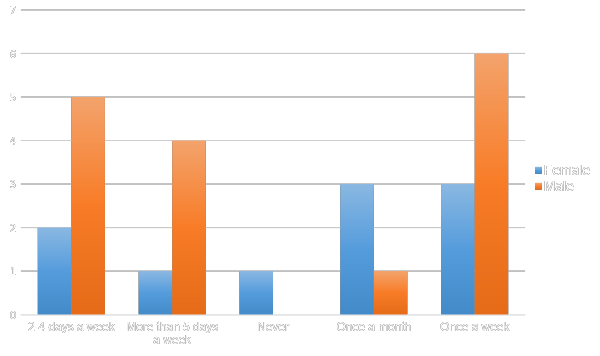 7
6
5
4
3
2
1
0
2-4 days a week
More than 5 days
a week
Never
Once a month
Once a week
Female
Male